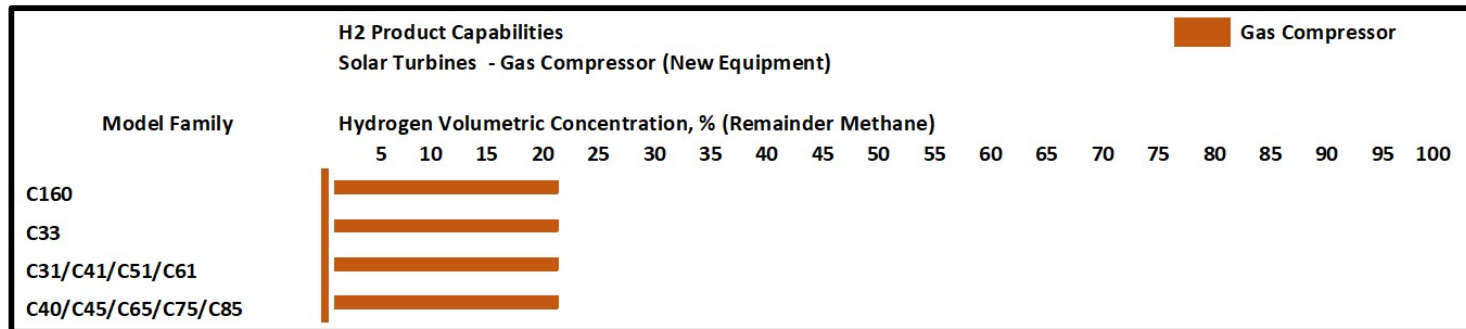 H2 Product Capabilities
Gas Compressor
Solar Turbines - Gas Compressor (New Equipment)
Model Family
Hydrogen Volumetric Concentration, % (Remainder Methane)
5 10 15 20 25 30 35 40 45 50 55 60 65 70 75 80 85 90 95 100
C160
C33
C31/C41/C51/C61
C40/C45/C65/C75/C85